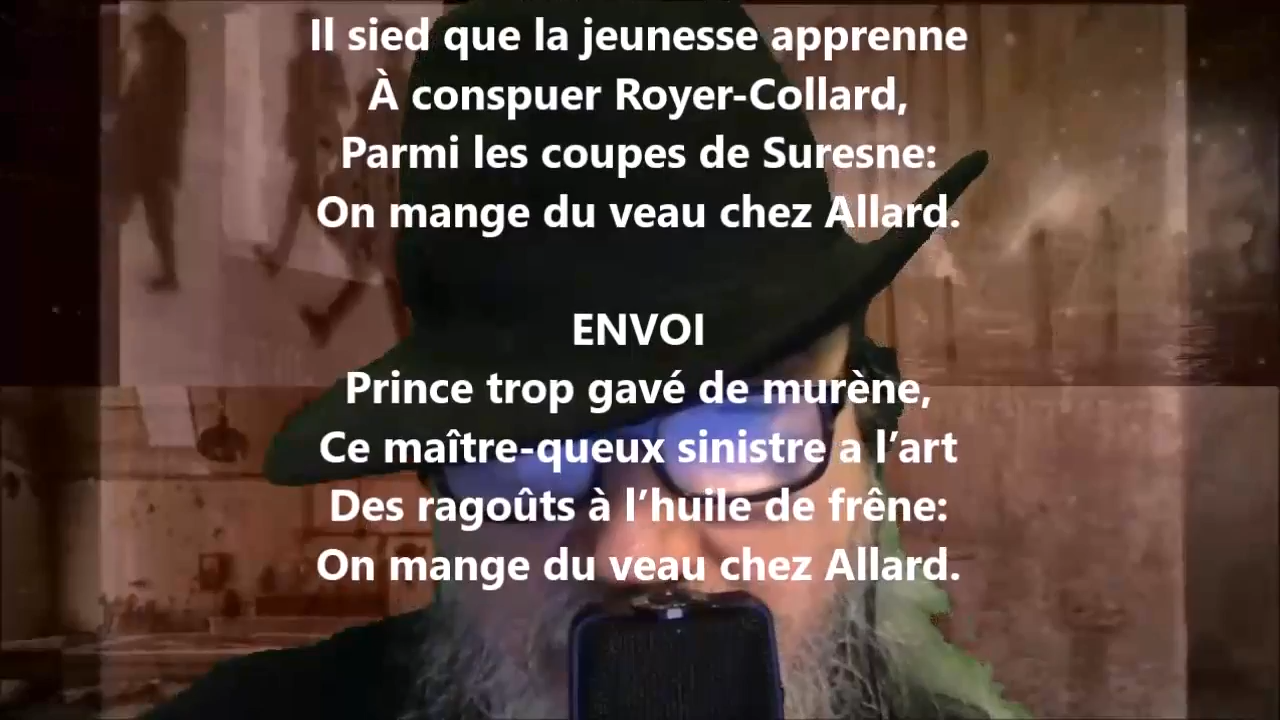 Il sied que la jeunesse apprenne
À conspuer Royer-Collard,
Parmi les coupes de Suresne:
On mange du veau chez Allard.
ENVOI
Prince trop gavé de murène,
Ce maître-queux sinistre a l’art
Des ragoûts à l’huile de frêne:
On mange du veau chez Allard.